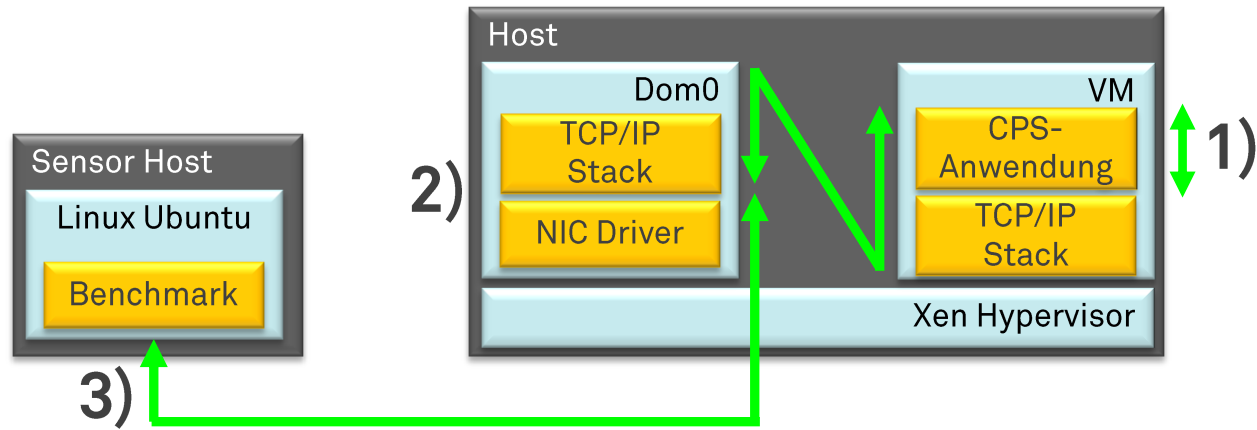 Sensor Host
Linux Ubuntu
Benchmark
3)
2)
Host
Dom0
TCP/IP
Stack
NIC Driver
VM
CPS-
Anwendung
TCP/IP
Stack
1)
Xen Hypervisor